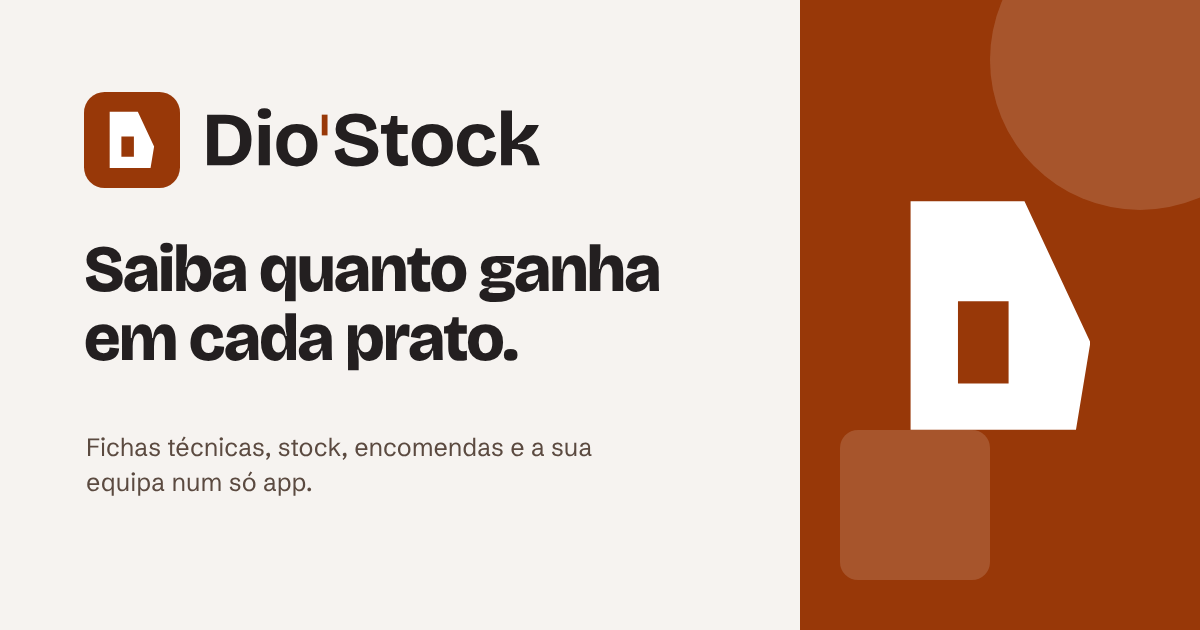 Dio'Stock
Saiba quanto ganha
em cada prato.
Fichas técnicas, stock, encomendas e a sua
equipa num só app.